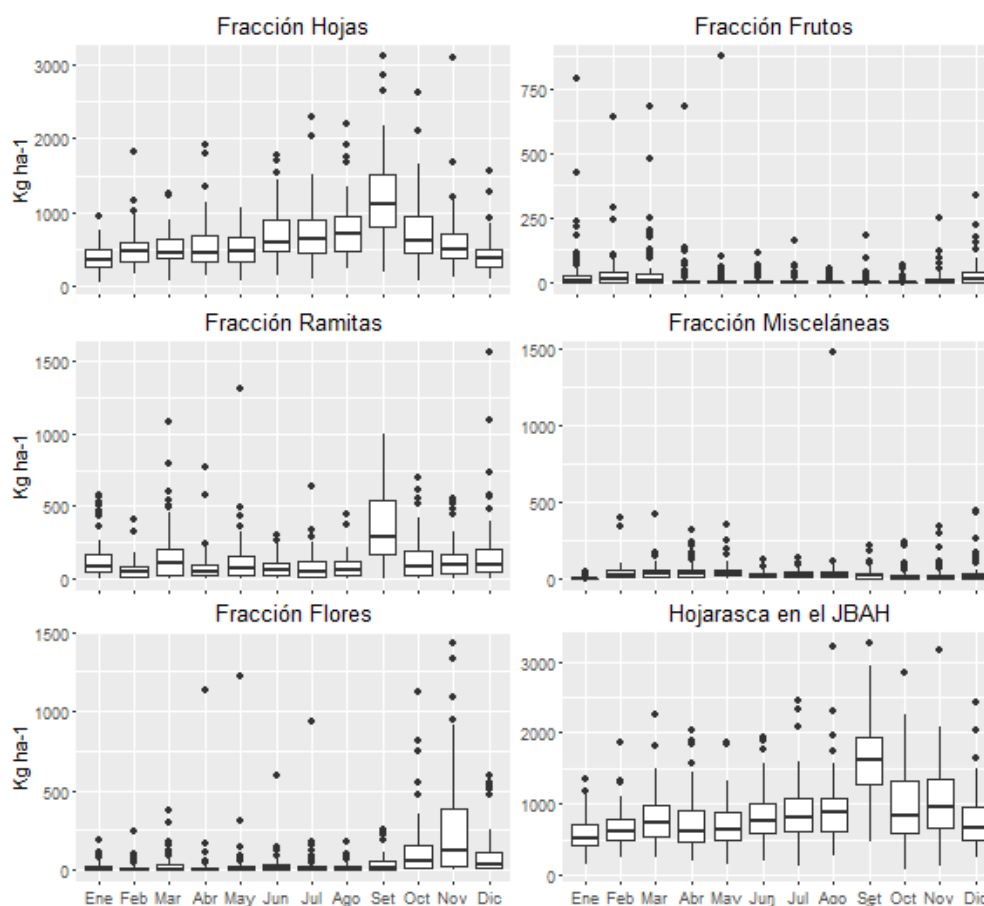 Fracción Hojas
Fracción Frutos
3000
2000
1000
0
Kg ha-1
750
500
250
0
Fracción Ramitas
Fracción Misceláneas
1500
1000
500
0
Kg ha-1
1500
1000
500
0
Fracción Flores
Hojarasca en el JBAH
1500
1000
500
0
Kg ha-1
3000
2000
1000
0
Ene Feb Mar Abr May Jun Jul Ago Set Oct Nov Dic
Ene Feb Mar Abr May Jun Jul Ago Set Oct Nov Dic